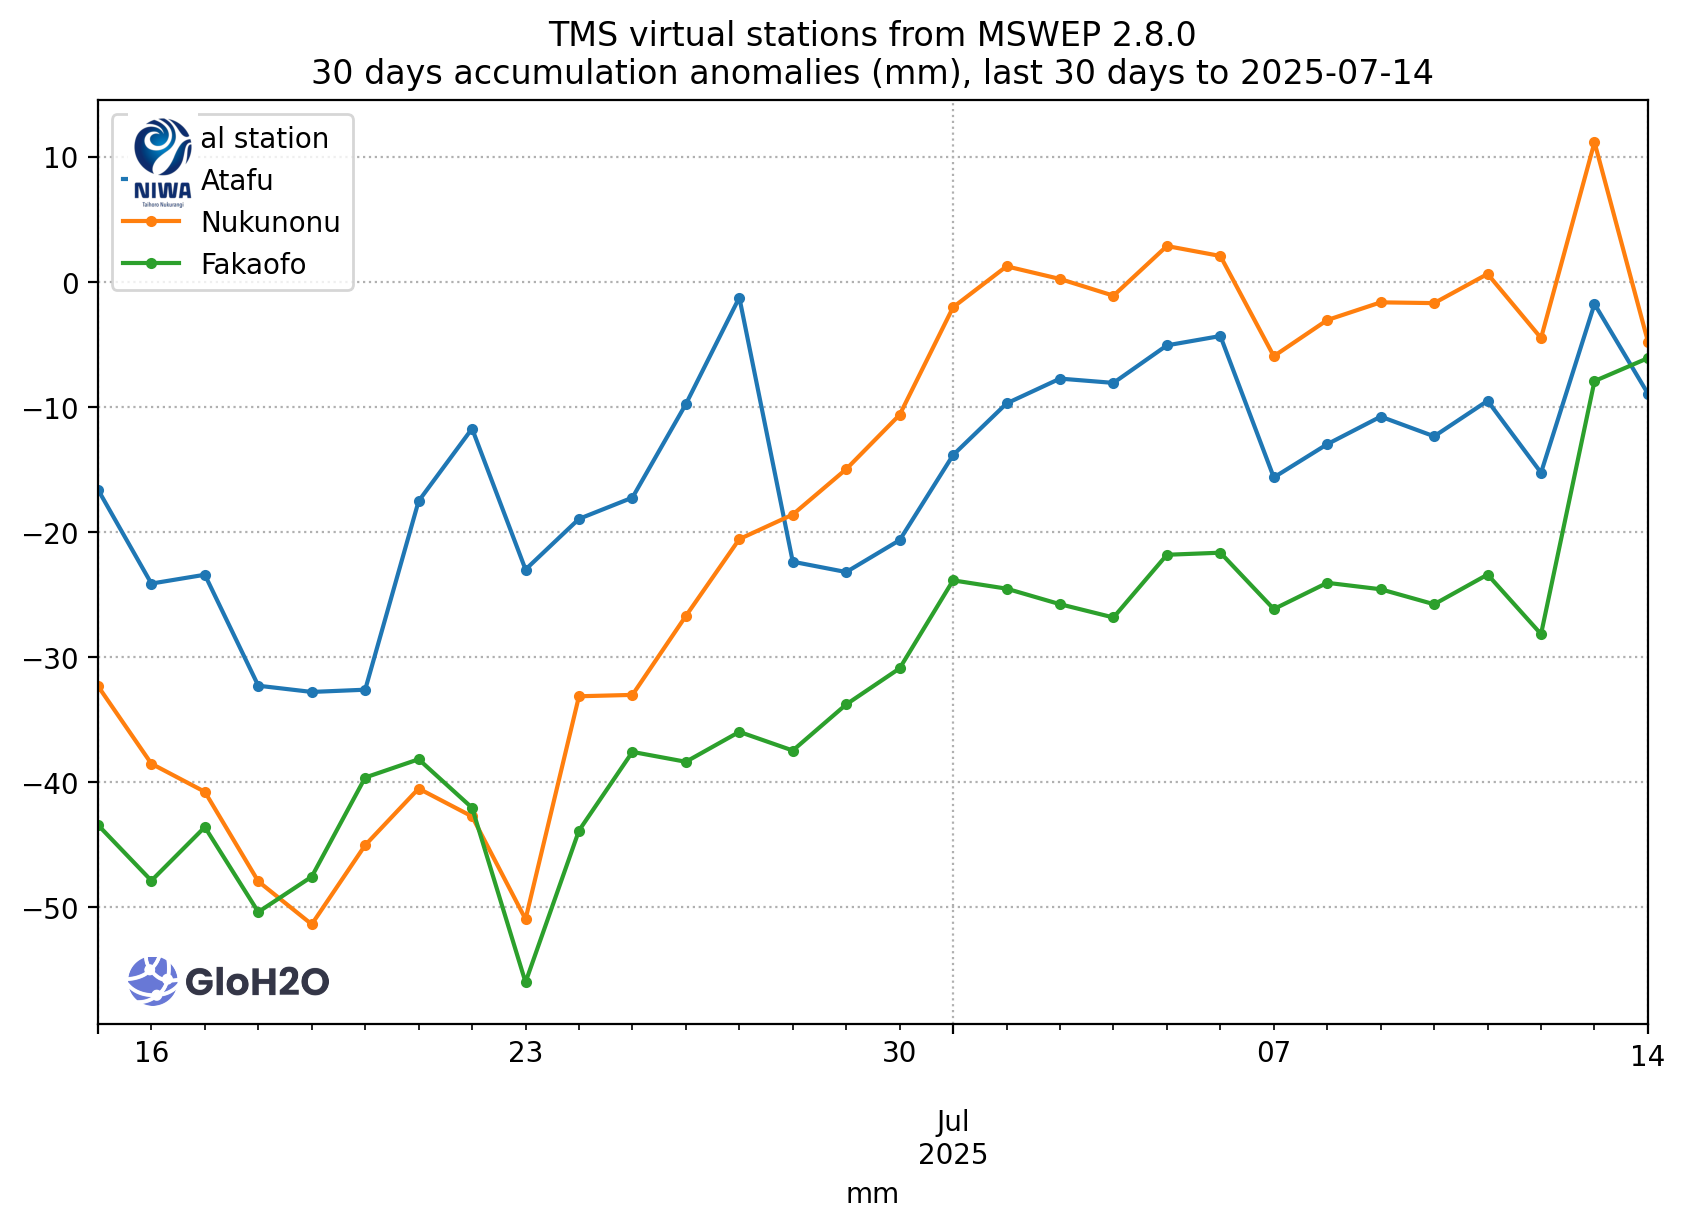 TMS virtual stations from MSWEP 2.8.0
30 days accumulation anomalies (mm), last 30 days to 2025-07-14
al station
Atafu
Nukunonu
Fakaofo
NIWA
Taihoro Nukurangi
10
0
−10
−20
−30
−40
−50
GloH2O
16 23 30 07 14
Jul
2025
mm